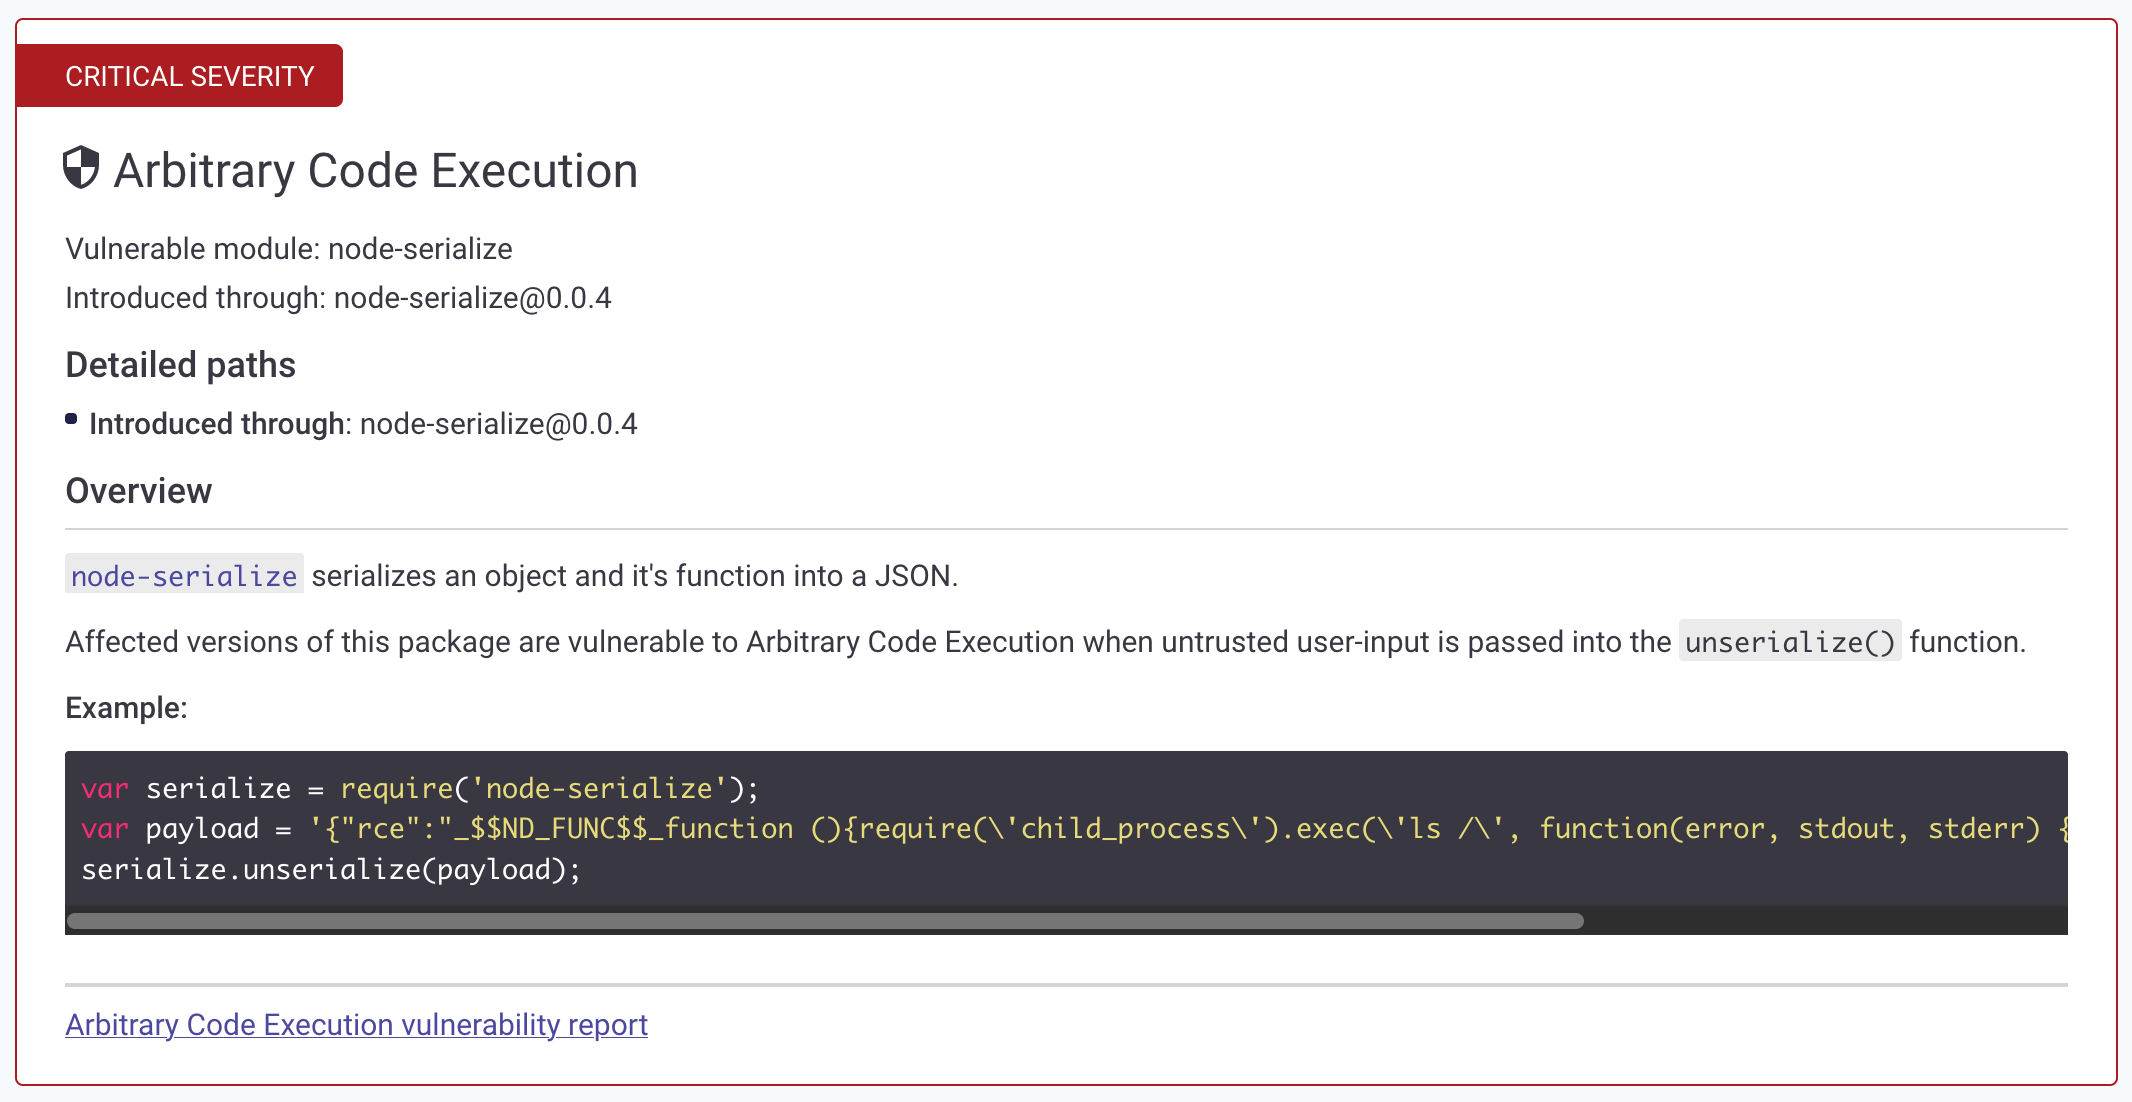 CRITICAL SEVERITY
Arbitrary Code Execution
Vulnerable module: node-serialize
Introduced through: node-serialize@0.0.4
Detailed paths
Introduced through: node-serialize@0.0.4
Overview
node-serialize serializes an object and it's function into a JSON.
Affected versions of this package are vulnerable to Arbitrary Code Execution when untrusted user-input is passed into the unserialize() function.
Example:
var serialize = require('node-serialize');
var payload = '{"rce":"_$$ND_FUNC$$_function (){require(\'child_process\').exec(\'ls /\', function(error, stdout, stderr) {
serialize.unserialize(payload);
Arbitrary Code Execution vulnerability report